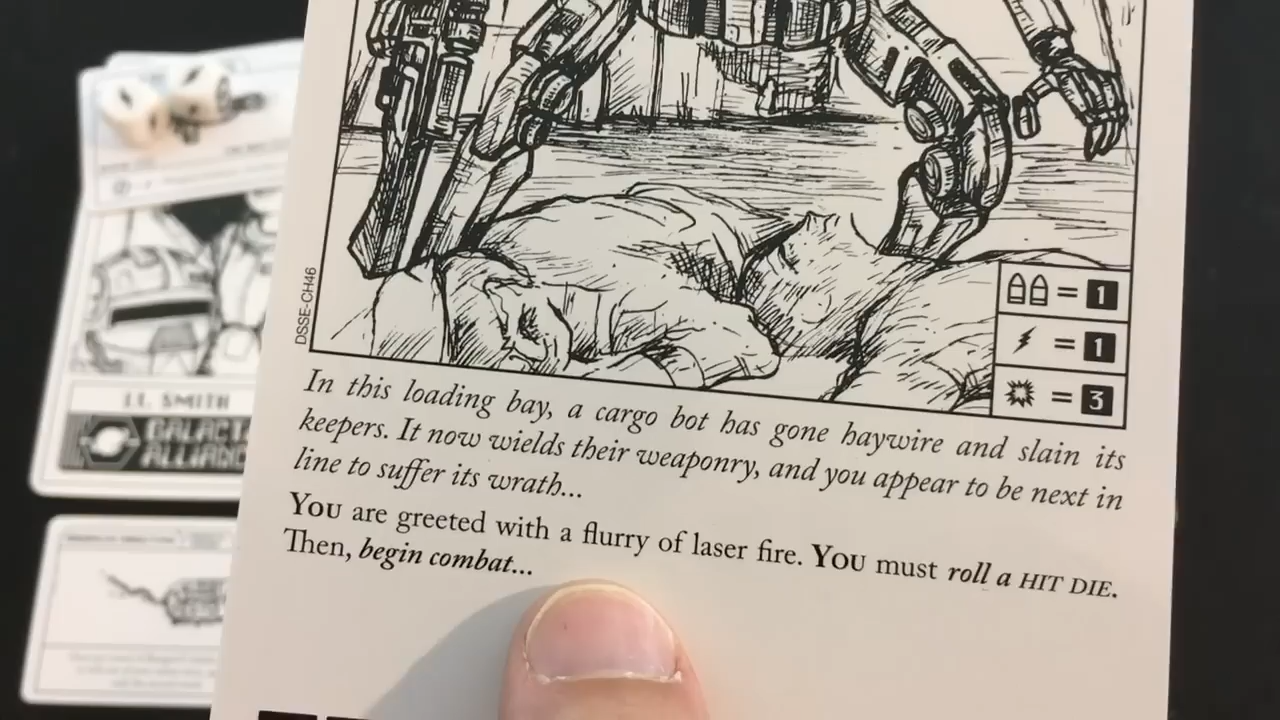 LT. SMITH
GALACT
ALLIANC
DSSE-CH46
= 1
= 1
= 3
In this loading bay, a cargo bot has gone haywire and slain its
keepers. It now wields their weaponry, and you appear to be next in
line to suffer its wrath...
YOU are greeted with a flurry of laser fire. YOU must roll a HIT DIE.
Then, begin combat...